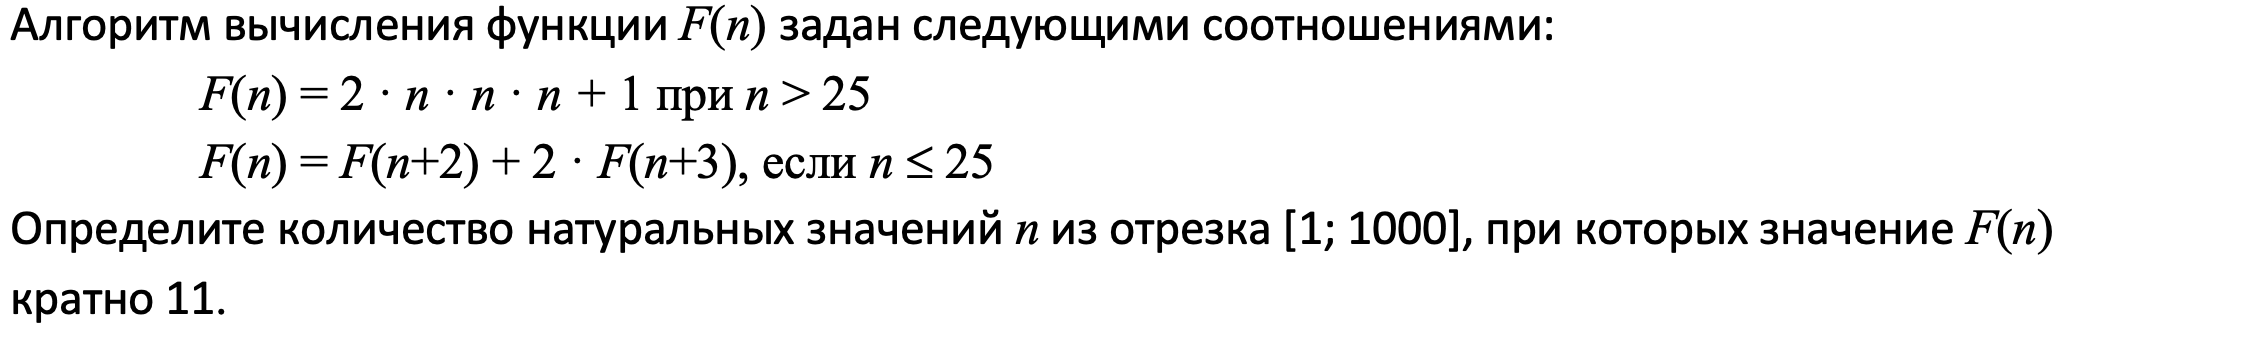 Алгоритм вычисления функции F(n) задан следующими соотношениями:
F(n) = 2 · n · n · n + 1 при n > 25
F(n) = F(n+2) + 2 · F(n+3), если n ≤ 25
Определите количество натуральных значений n из отрезка [1; 1000], при которых значение F(n)
кратно 11.